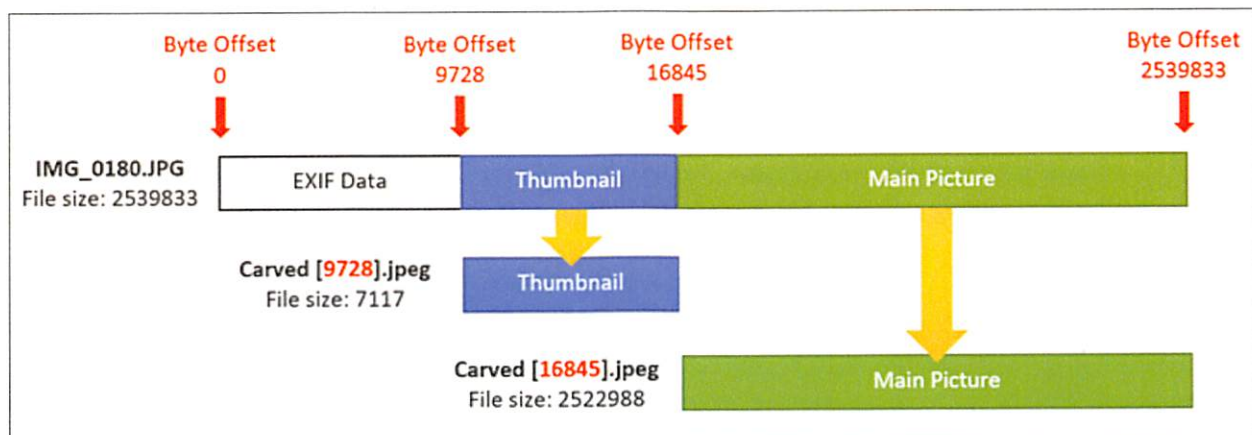 Byte Offset
0
Byte Offset
9728
Byte Offset
16845
Byte Offset
2539833
IMG_0180.JPG
File size: 2539833
EXIF Data
Thumbnail
Main Picture
Carved [9728].jpeg
File size: 7117
Thumbnail
Carved [16845].jpeg
File size: 2522988
Main Picture